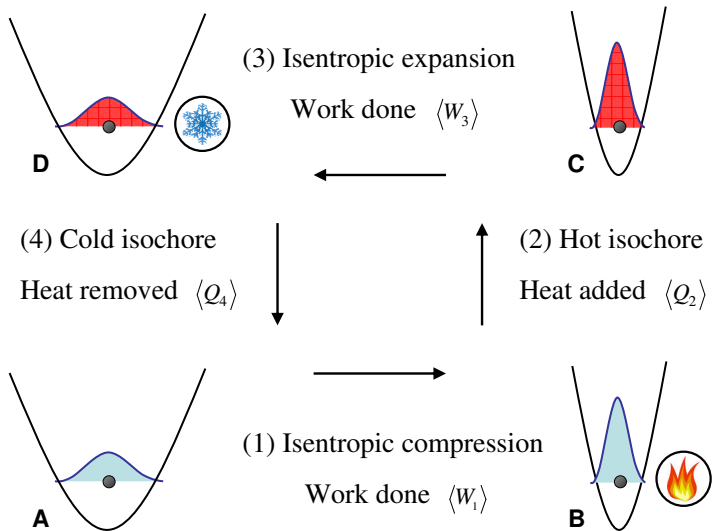 (3) Isentropic expansion
Work done ⟨W₃⟩
D
C
(4) Cold isochore
Heat removed ⟨Q₄⟩
(2) Hot isochore
Heat added ⟨Q₂⟩
(1) Isentropic compression
Work done ⟨W₁⟩
A
B